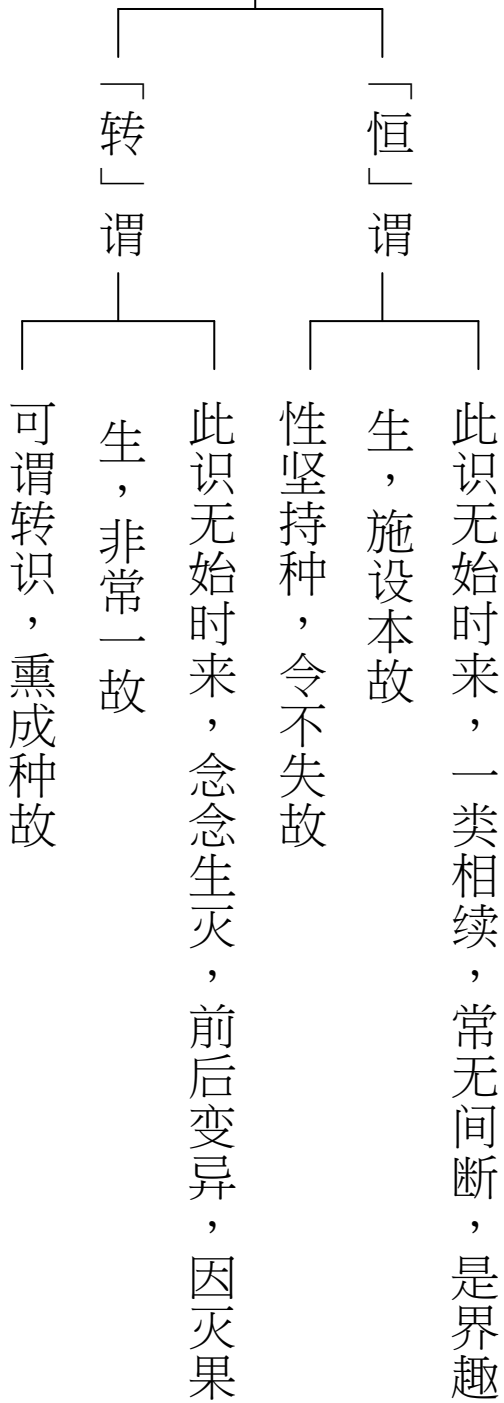 「恒」谓
此识无始时来，一类相续，常无间断，是界趣
生，施设本故
性坚持种，令不失故
「转」谓
此识无始时来，念念生灭，前后变异，因灭果
生，非常一故
可谓转识，熏成种故